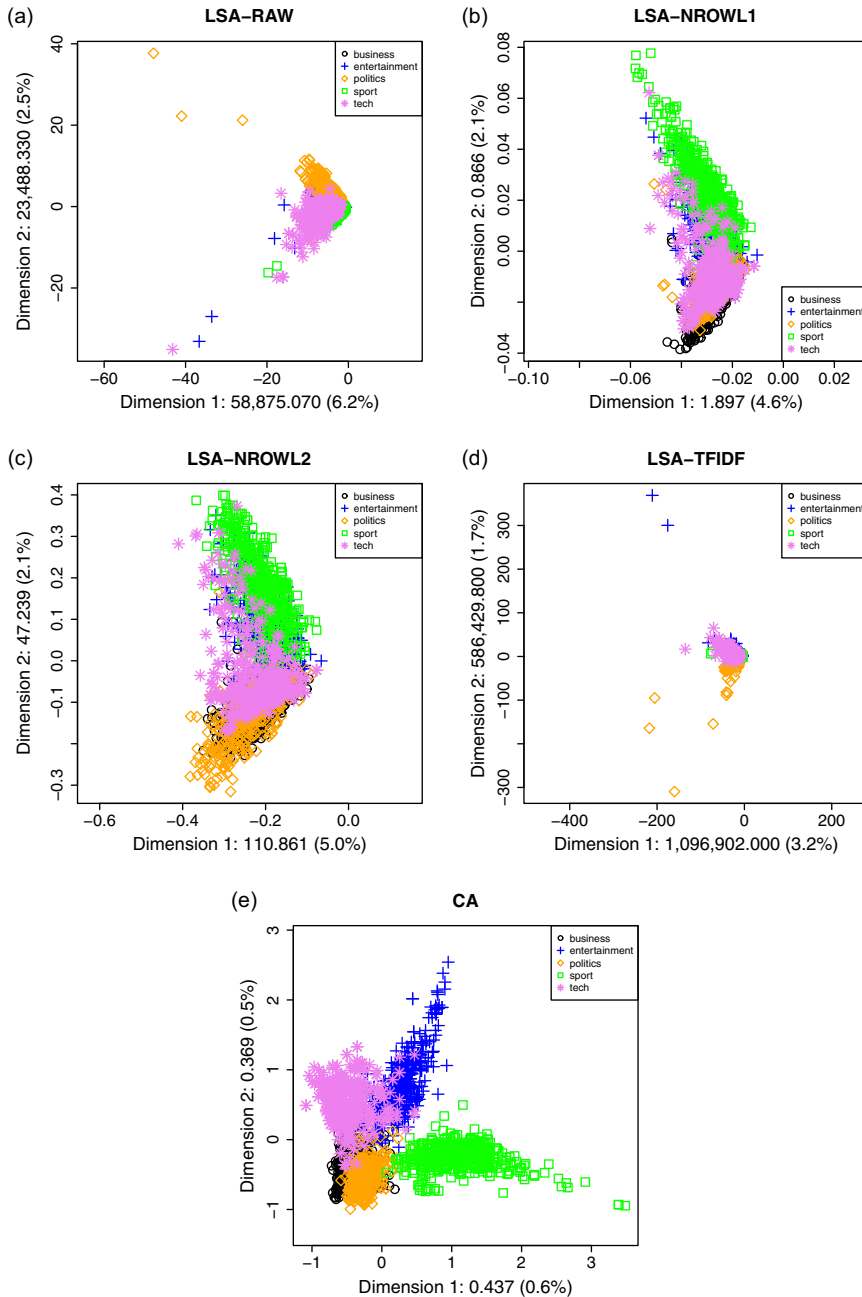 (a)
LSA−RAW
Dimension 2: 23,488.330 (2.5%)
40
20
0
−20
business
entertainment
politics
sport
tech
−60
−40
−20
0
Dimension 1: 58,875.070 (6.2%)
(b)
LSA−NROWL1
Dimension 2: 0.866 (2.1%)
0.08
0.06
0.04
0.02
0.00
−0.04
business
entertainment
politics
sport
tech
−0.10
−0.06
−0.02
0.00
0.02
Dimension 1: 1.897 (4.6%)
(c)
LSA−NROWL2
Dimension 2: 47.239 (2.1%)
0.4
0.3
0.2
0.1
0.0
−0.1
−0.3
business
entertainment
politics
sport
tech
−0.6
−0.4
−0.2
0.0
Dimension 1: 110.861 (5.0%)
(d)
LSA−TFIDF
Dimension 2: 586,429.800 (1.7%)
300
200
100
0
−100
−300
business
entertainment
politics
sport
tech
−400
−200
0
200
Dimension 1: 1,096,902.000 (3.2%)
(e)
CA
Dimension 2: 0.369 (0.5%)
3
2
1
0
−1
business
entertainment
politics
sport
tech
−1
0
1
2
3
Dimension 1: 0.437 (0.6%)